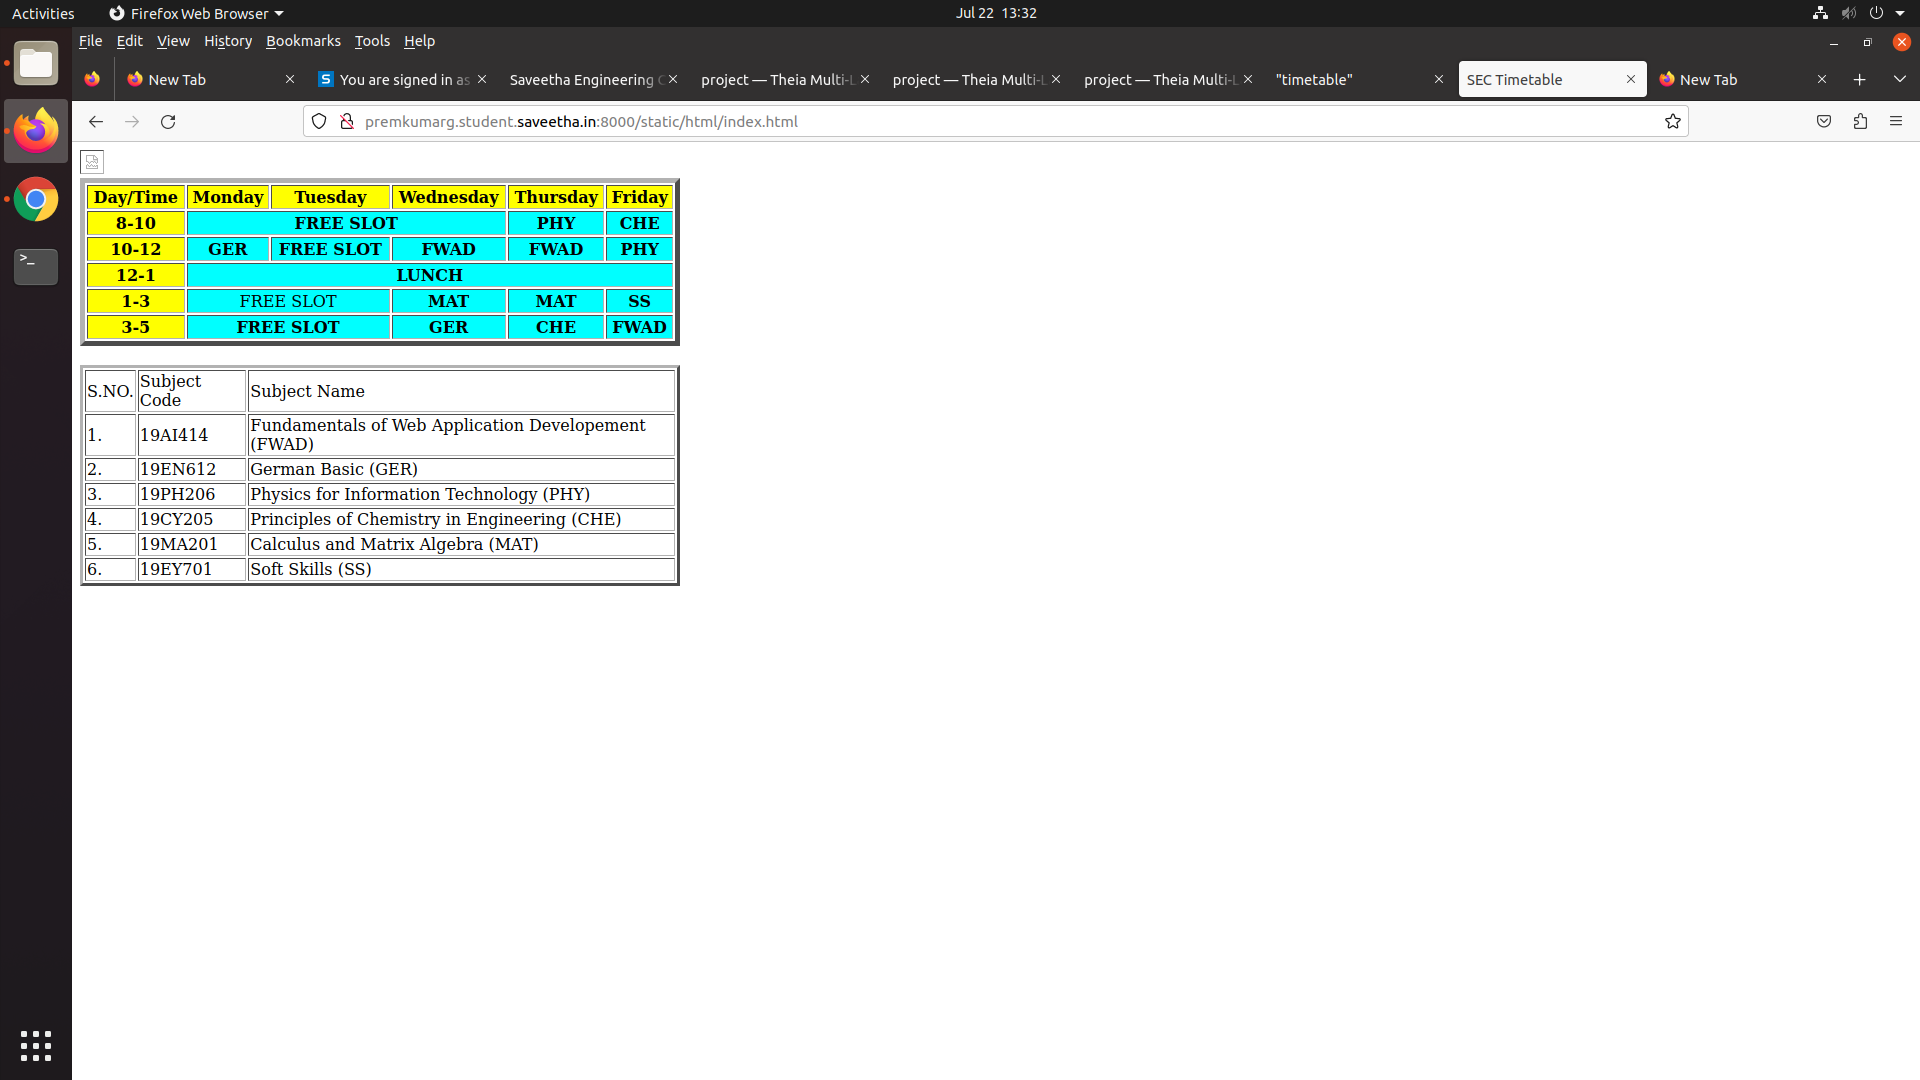 Activities Firefox Web Browser Jul 22 13:32
File Edit View History Bookmarks Tools Help
New Tab S You are signed in as Saveetha Engineering C project — Theia Multi-L project — Theia Multi-L project — Theia Multi-L "timetable" SEC Timetable New Tab
premkumarg.student.saveetha.in:8000/static/html/index.html
Day/Time Monday Tuesday Wednesday Thursday Friday
8-10 FREE SLOT PHY CHE
10-12 GER FREE SLOT FWAD FWAD PHY
12-1 LUNCH
1-3 FREE SLOT MAT MAT SS
3-5 FREE SLOT GER CHE FWAD
S.NO. Subject Code Subject Name
1. 19AI414 Fundamentals of Web Application Developement (FWAD)
2. 19EN612 German Basic (GER)
3. 19PH206 Physics for Information Technology (PHY)
4. 19CY205 Principles of Chemistry in Engineering (CHE)
5. 19MA201 Calculus and Matrix Algebra (MAT)
6. 19EY701 Soft Skills (SS)